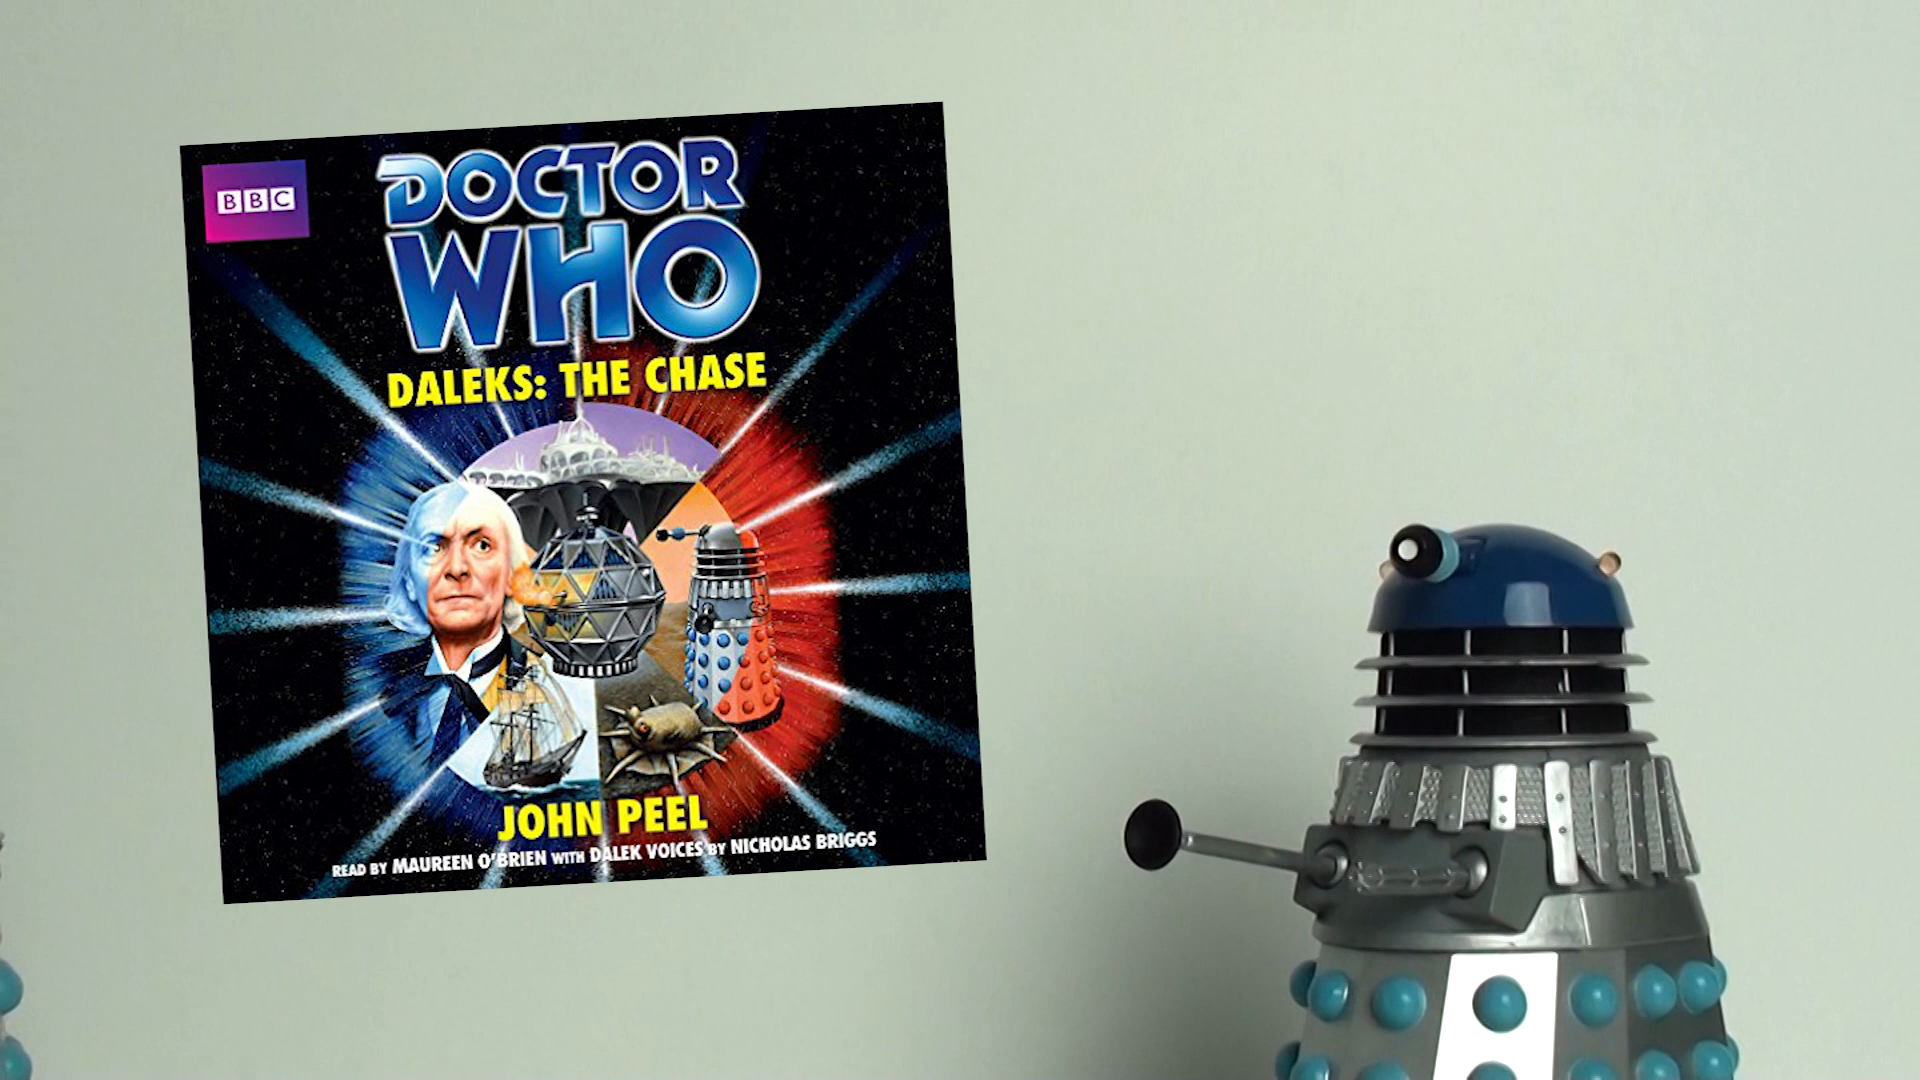 BBC
DOCTOR
WHO
DALEKS: THE CHASE
JOHN PEEL
READ BY MAUREEN O'BRIEN WITH DALEK VOICES BY NICHOLAS BRIGGS